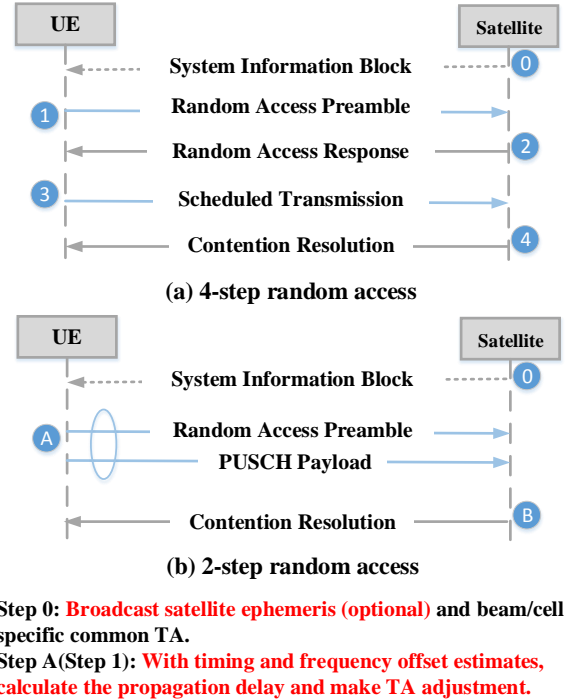 UE
Satellite
System Information Block
0
1
Random Access Preamble
Random Access Response
2
3
Scheduled Transmission
Contention Resolution
4
(a) 4-step random access
UE
Satellite
System Information Block
0
A
Random Access Preamble
PUSCH Payload
Contention Resolution
B
(b) 2-step random access
Step 0: Broadcast satellite ephemeris (optional) and beam/cell
specific common TA.
Step A(Step 1): With timing and frequency offset estimates,
calculate the propagation delay and make TA adjustment.